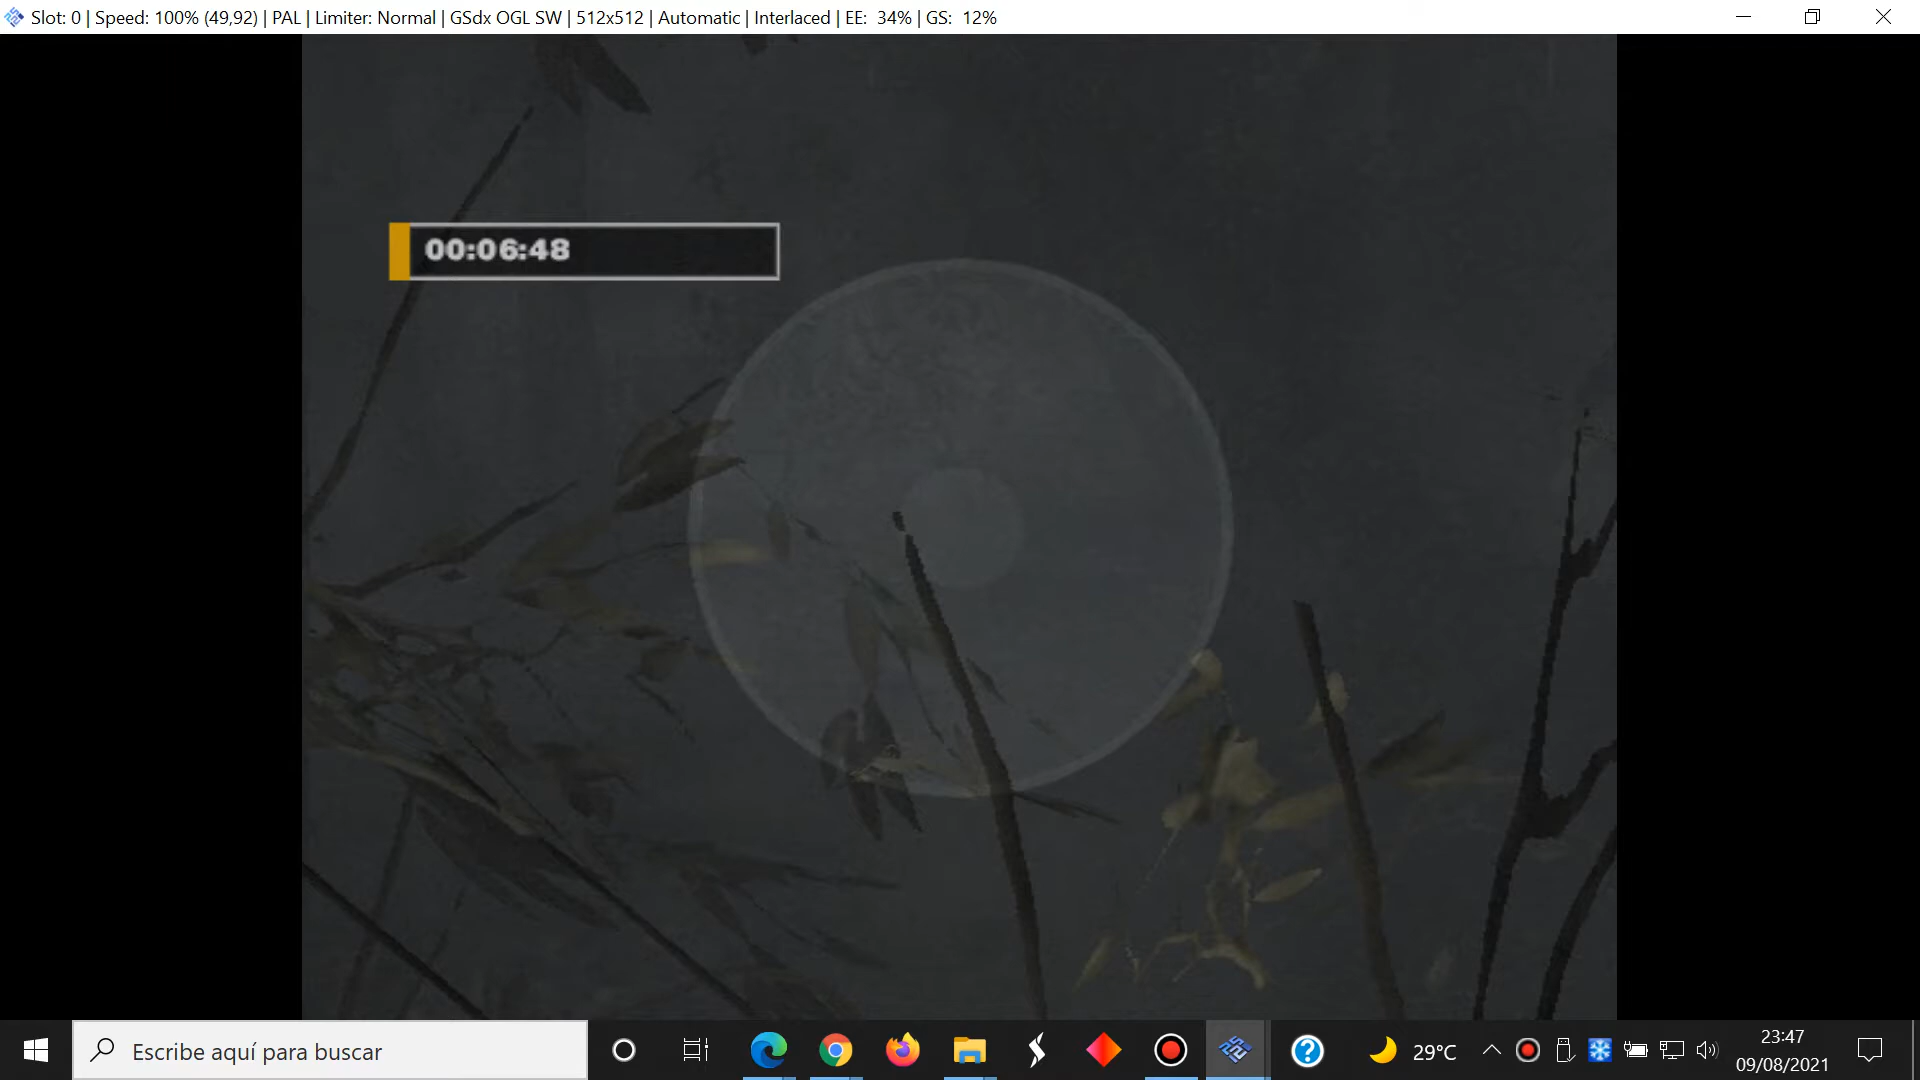 Slot: 0 | Speed: 100% (49,92) | PAL | Limiter: Normal | GSdx OGL SW | 512x512 | Automatic | Interlaced | EE: 34% | GS: 12%
00:06:48
Escribe aquí para buscar
29°C
23:47
09/08/2021